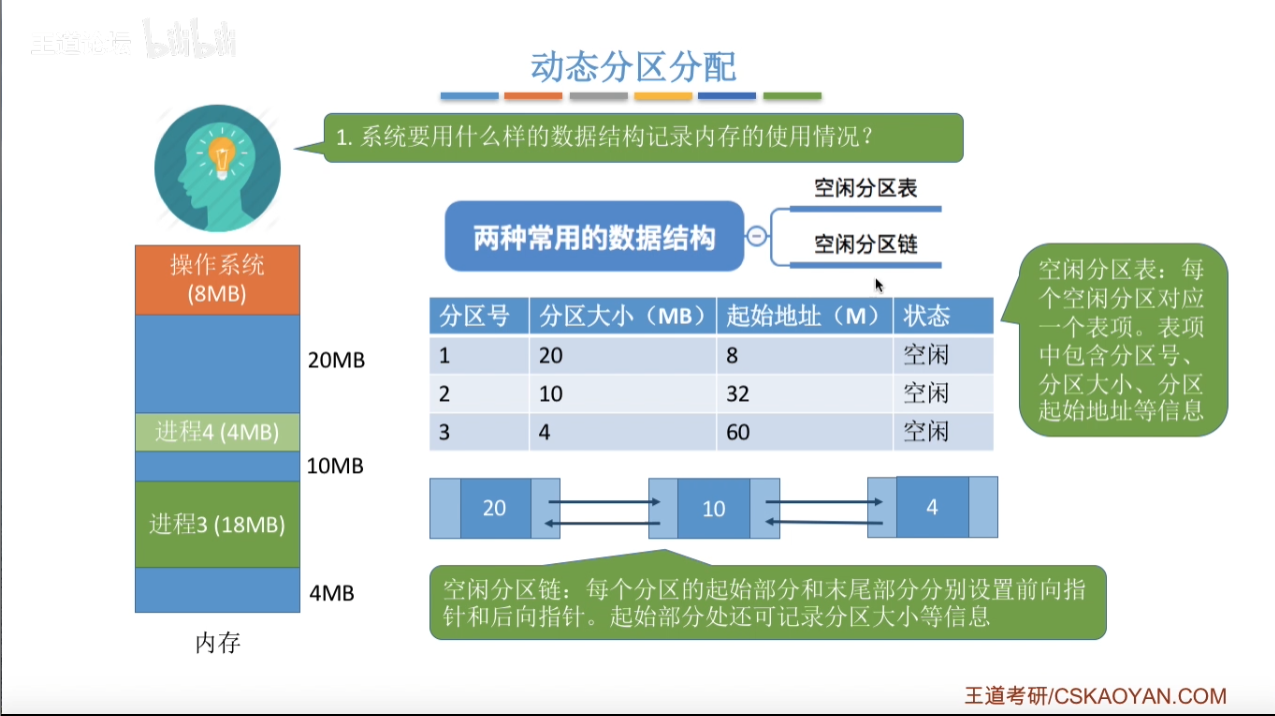 王道论坛 bilibili
动态分区分配
1. 系统要用什么样的数据结构记录内存的使用情况？
两种常用的数据结构
空闲分区表
空闲分区链
操作系统
(8MB)
20MB
进程4 (4MB)
10MB
进程3 (18MB)
4MB
内存
分区号 分区大小（MB） 起始地址（M） 状态
1 20 8 空闲
2 10 32 空闲
3 4 60 空闲
空闲分区表：每
个空闲分区对应
一个表项。表项
中包含分区号、
分区大小、分区
起始地址等信息
20 10 4
空闲分区链：每个分区的起始部分和末尾部分分别设置前向指
针和后向指针。起始部分处还可记录分区大小等信息
王道考研/CSKAOYAN.COM